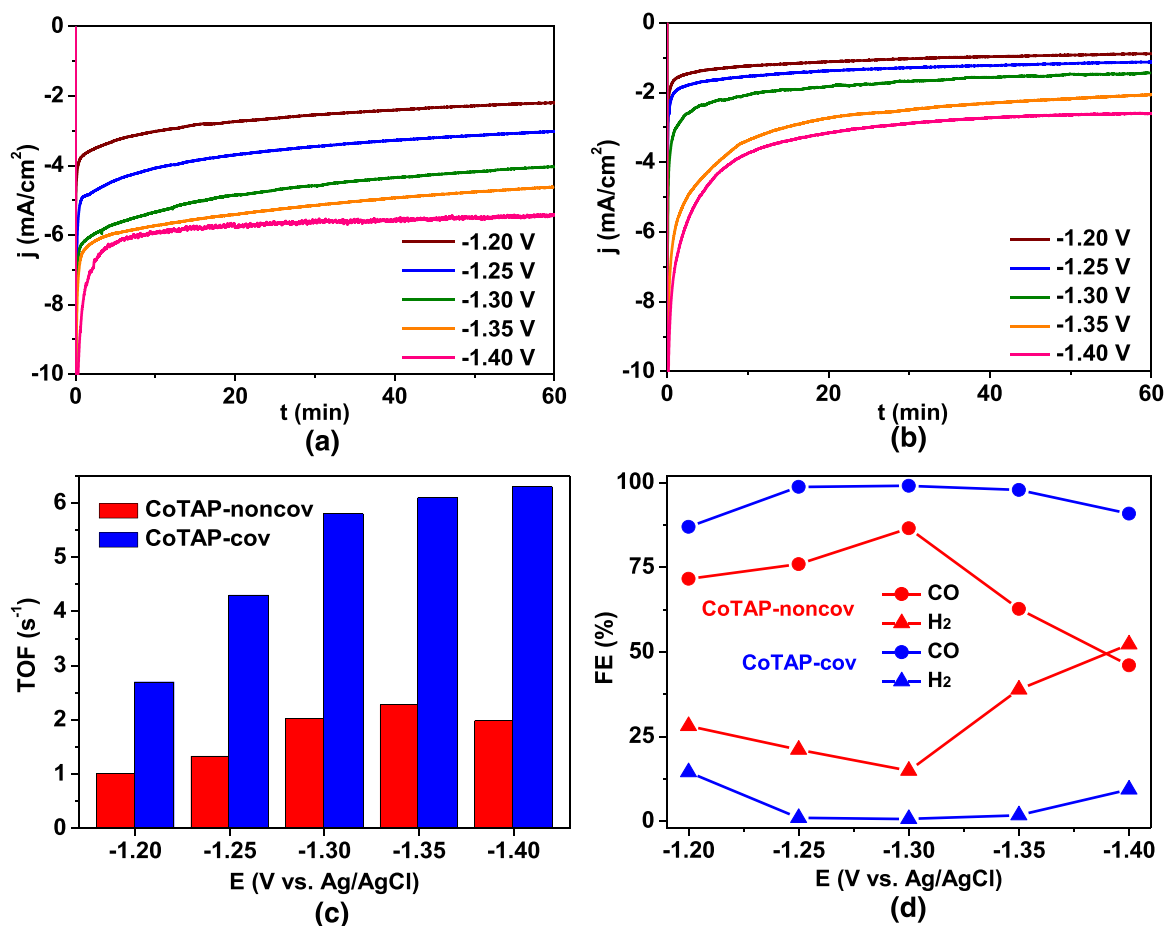 0
-2
-4
-6
-8
-10
j (mA/cm²)
-1.20 V
-1.25 V
-1.30 V
-1.35 V
-1.40 V
0
20
40
60
t (min)
(a)
0
-2
-4
-6
-8
-10
j (mA/cm²)
-1.20 V
-1.25 V
-1.30 V
-1.35 V
-1.40 V
0
20
40
60
t (min)
(b)
6
5
4
3
2
1
0
TOF (s⁻¹)
CoTAP-noncov
CoTAP-cov
-1.20
-1.25
-1.30
-1.35
-1.40
E (V vs. Ag/AgCl)
(c)
100
75
50
25
0
FE (%)
CoTAP-noncov
CO
H₂
CoTAP-cov
CO
H₂
-1.20
-1.25
-1.30
-1.35
-1.40
E (V vs. Ag/AgCl)
(d)